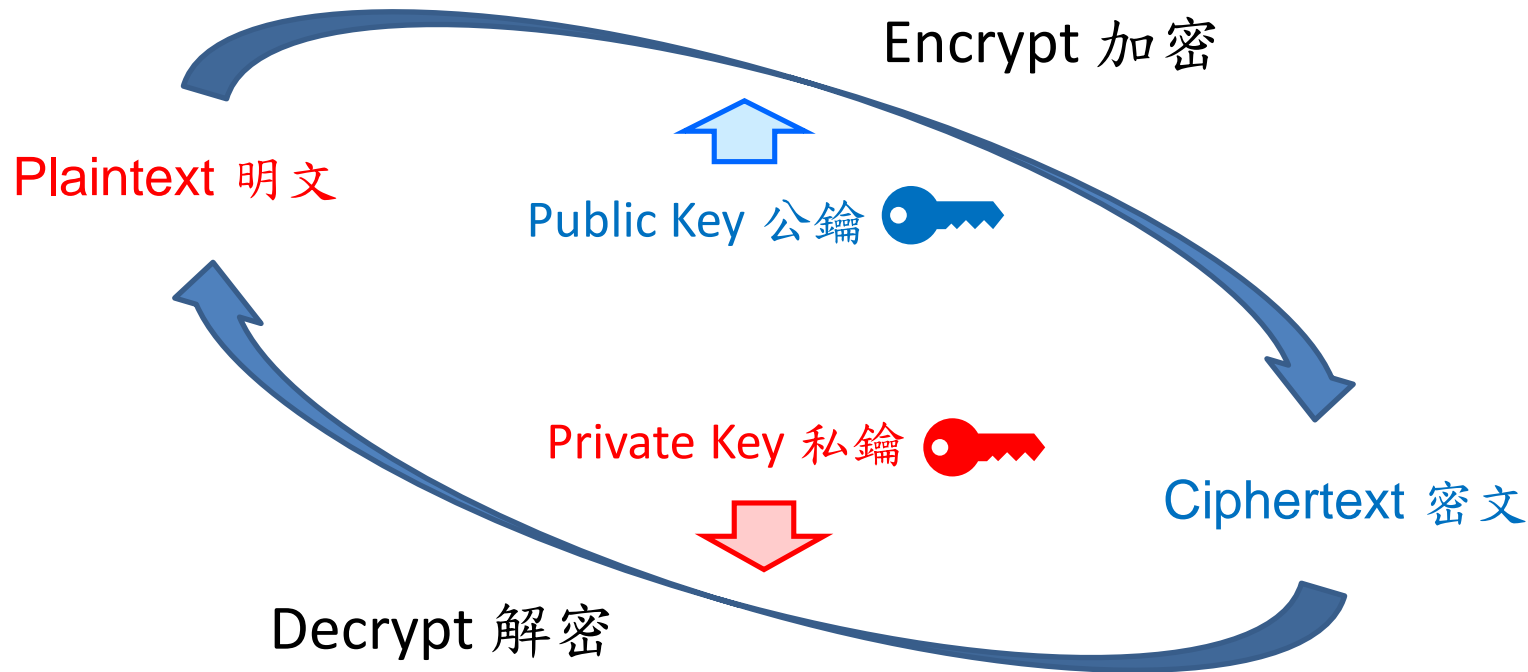 Encrypt 加密
Plaintext 明文
Public Key 公鑰
Private Key 私鑰
Ciphertext 密文
Decrypt 解密